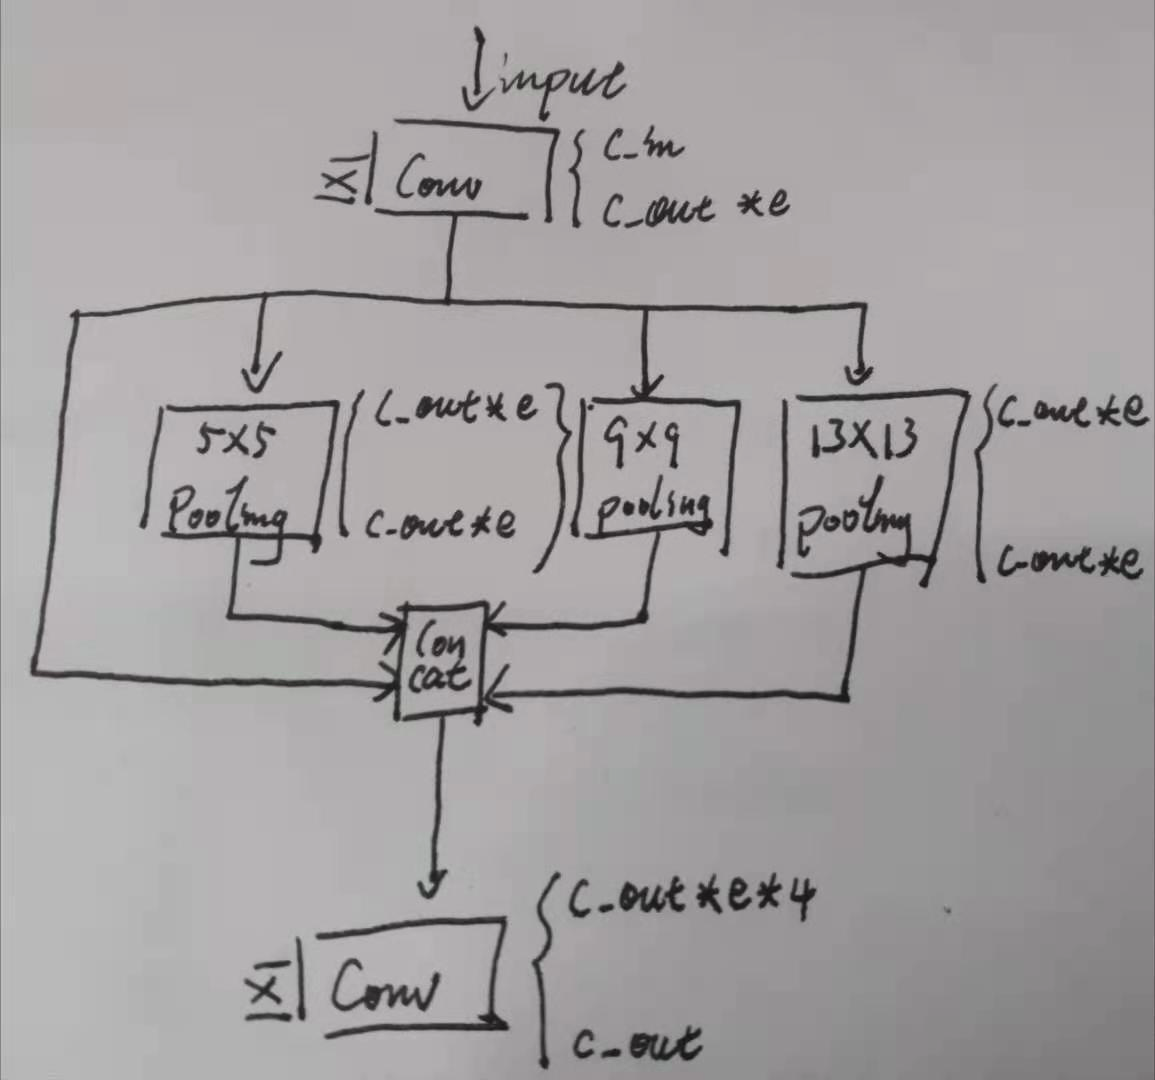 input
1X1
Conv
C_in
C_out *e
5X5
Pooling
C_out*e
C_out*e
9X9
pooling
13X13
pooling
C_out*e
C_out*e
Con
cat
1X1
Conv
C_out*e*4
C_out